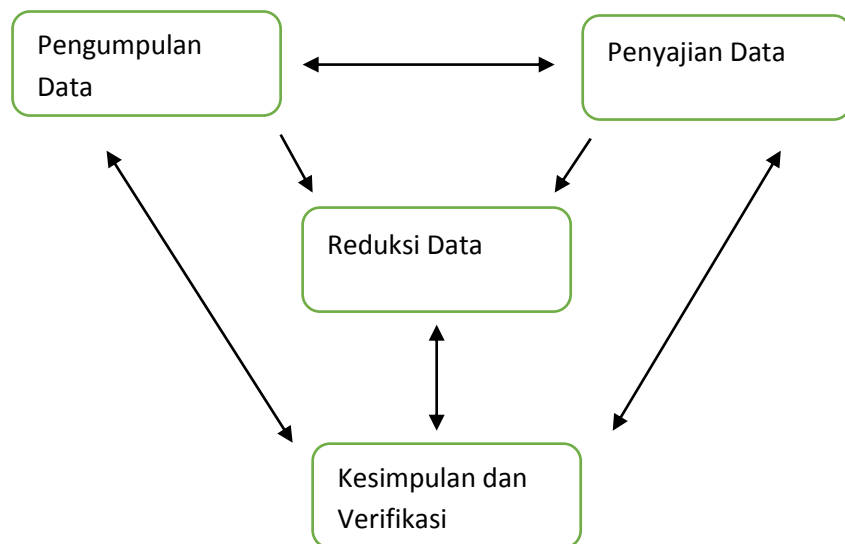 Pengumpulan
Data
Penyajian Data
Reduksi Data
Kesimpulan dan
Verifikasi